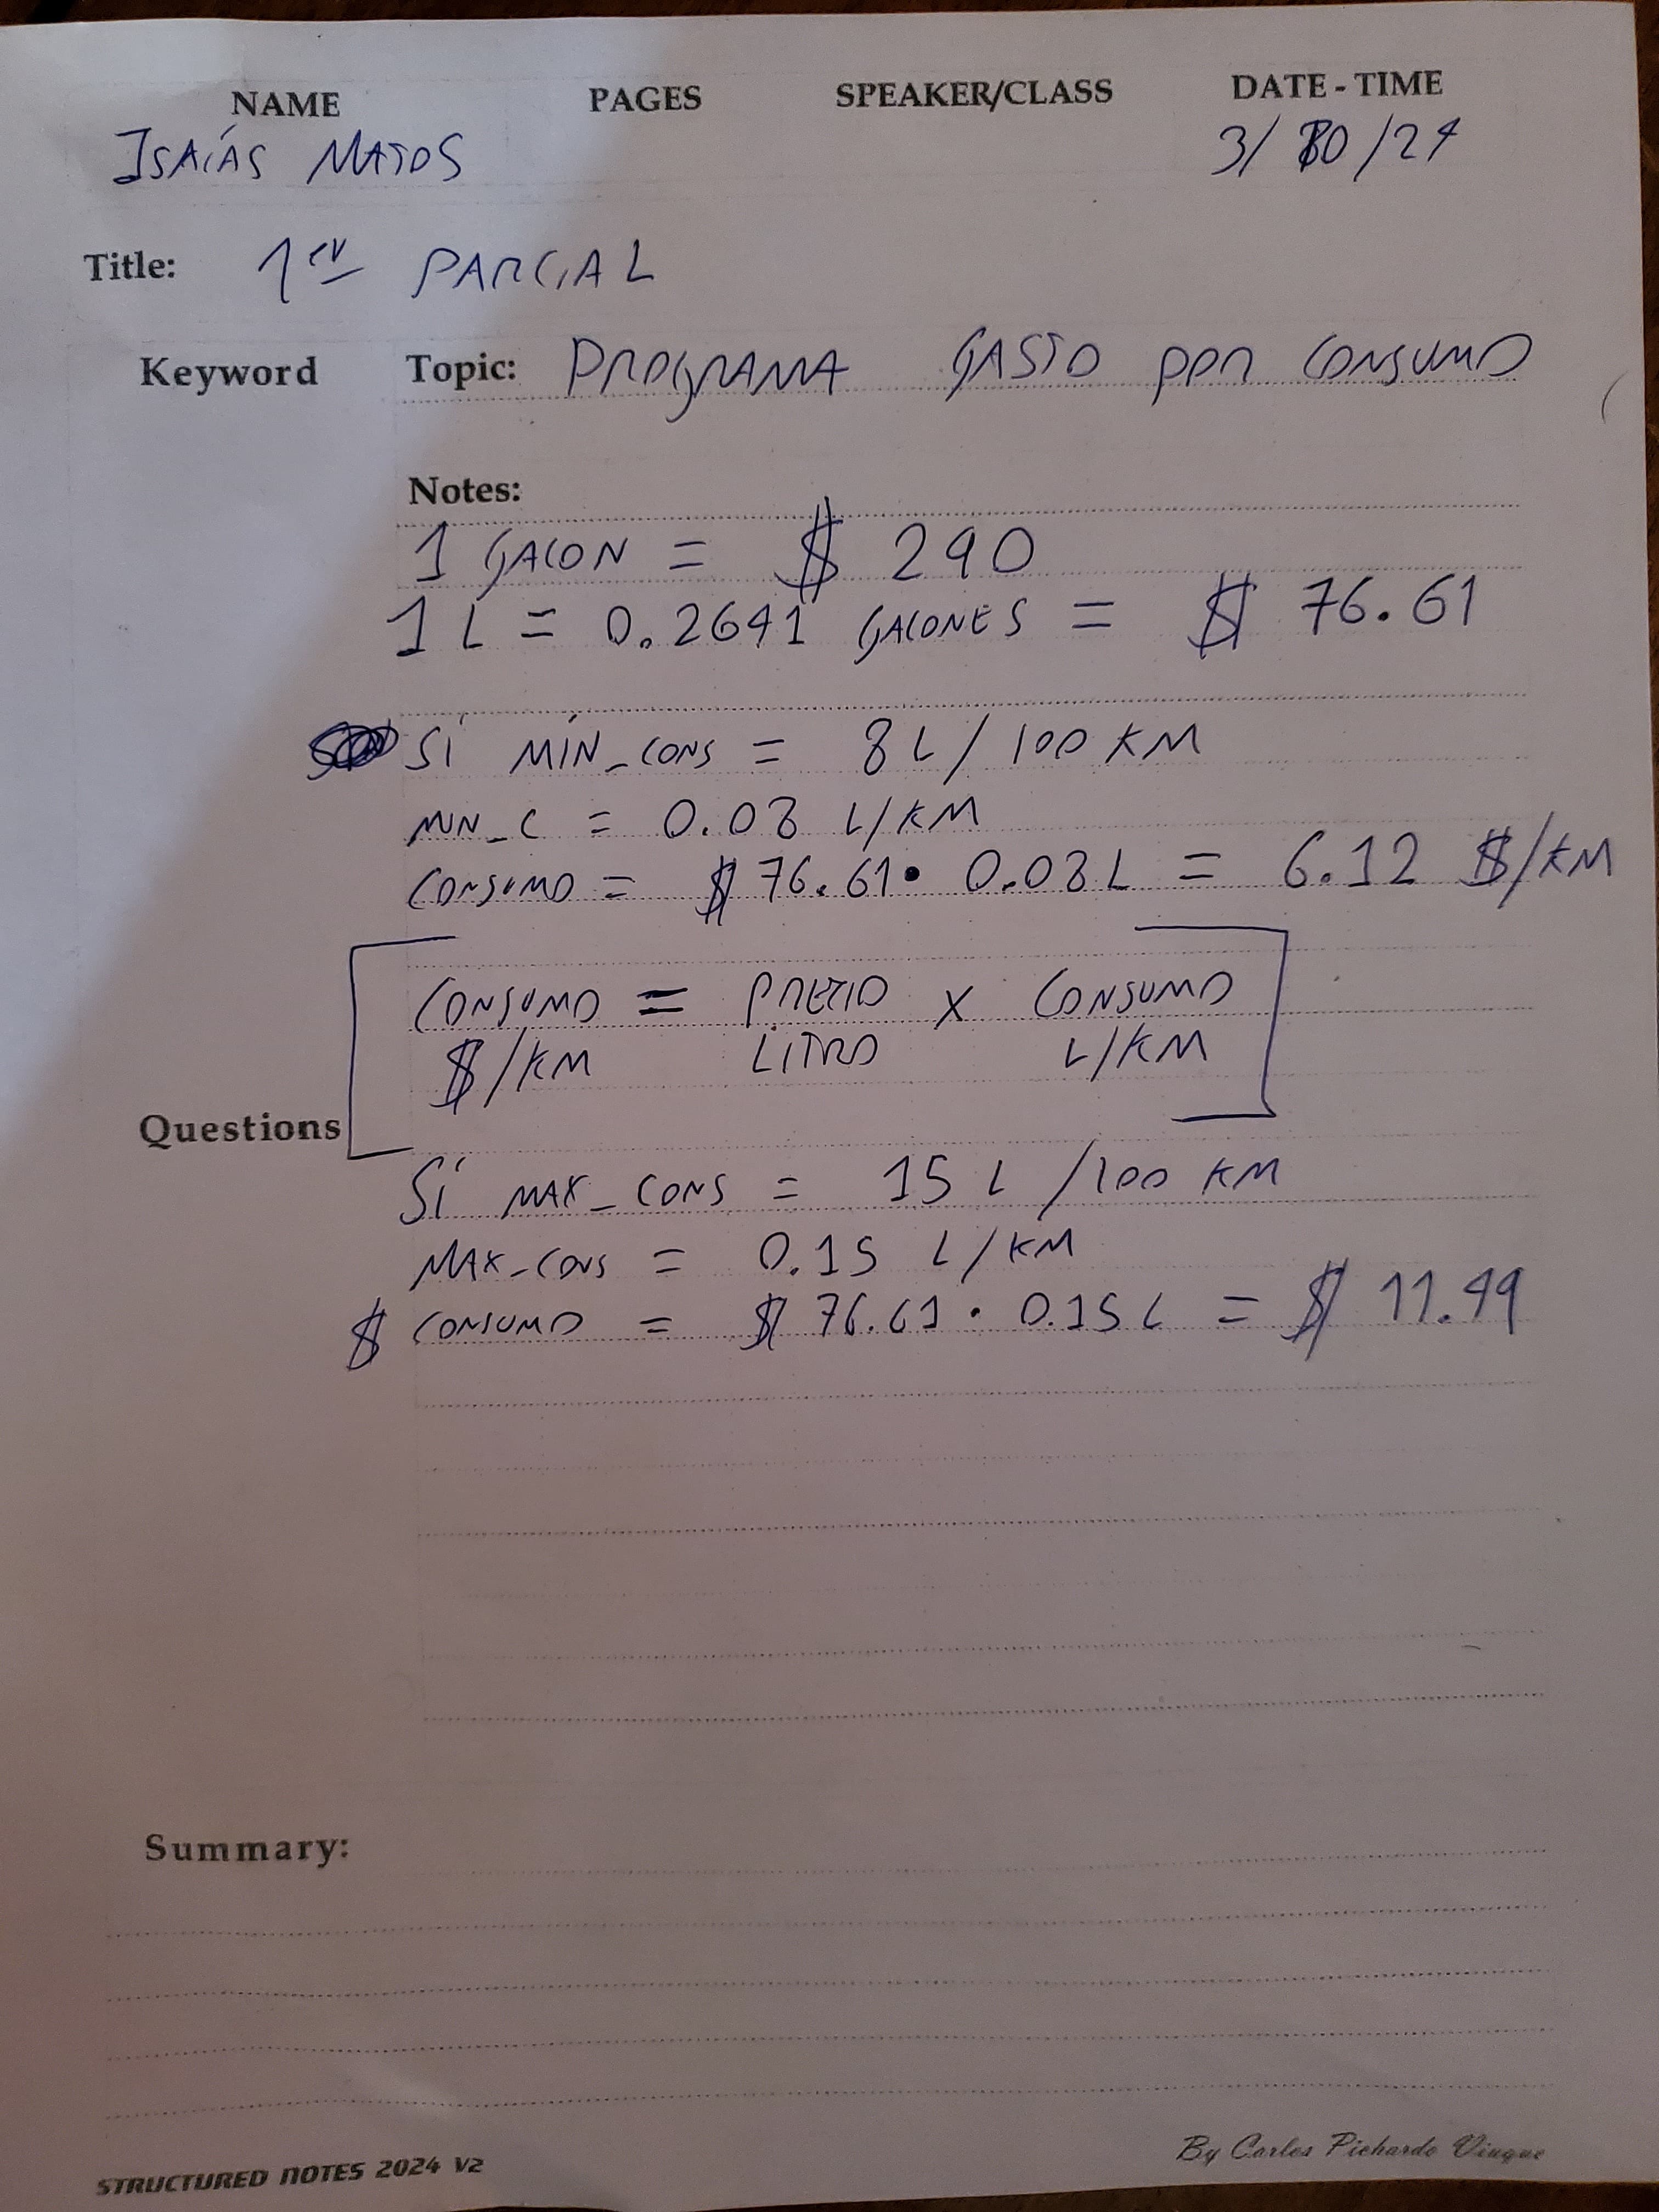 NAME PAGES SPEAKER/CLASS DATE - TIME
ISAÍAS MATOS 3/10/24
Title: 1er PARCIAL
Keyword Topic: PROGRAMA GASTO POR CONSUMO
Notes:
1 GALON = $ 290
1 L = 0.2641 GALONES = $ 76.61
SI MIN_CONS = 8 L / 100 KM
MIN_C = 0.08 L/KM
CONSUMO = $ 76.61 • 0.08 L = 6.12 $/KM
CONSUMO = PRECIO X CONSUMO
$/KM LITRO L/KM
Questions
SI MAX_CONS = 15 L /100 KM
MAX_CONS = 0.15 L/KM
$ CONSUMO = $ 76.61 · 0.15 L = $ 11.49
Summary:
STRUCTURED NOTES 2024 V2 By Carlos Pichardo Viuque